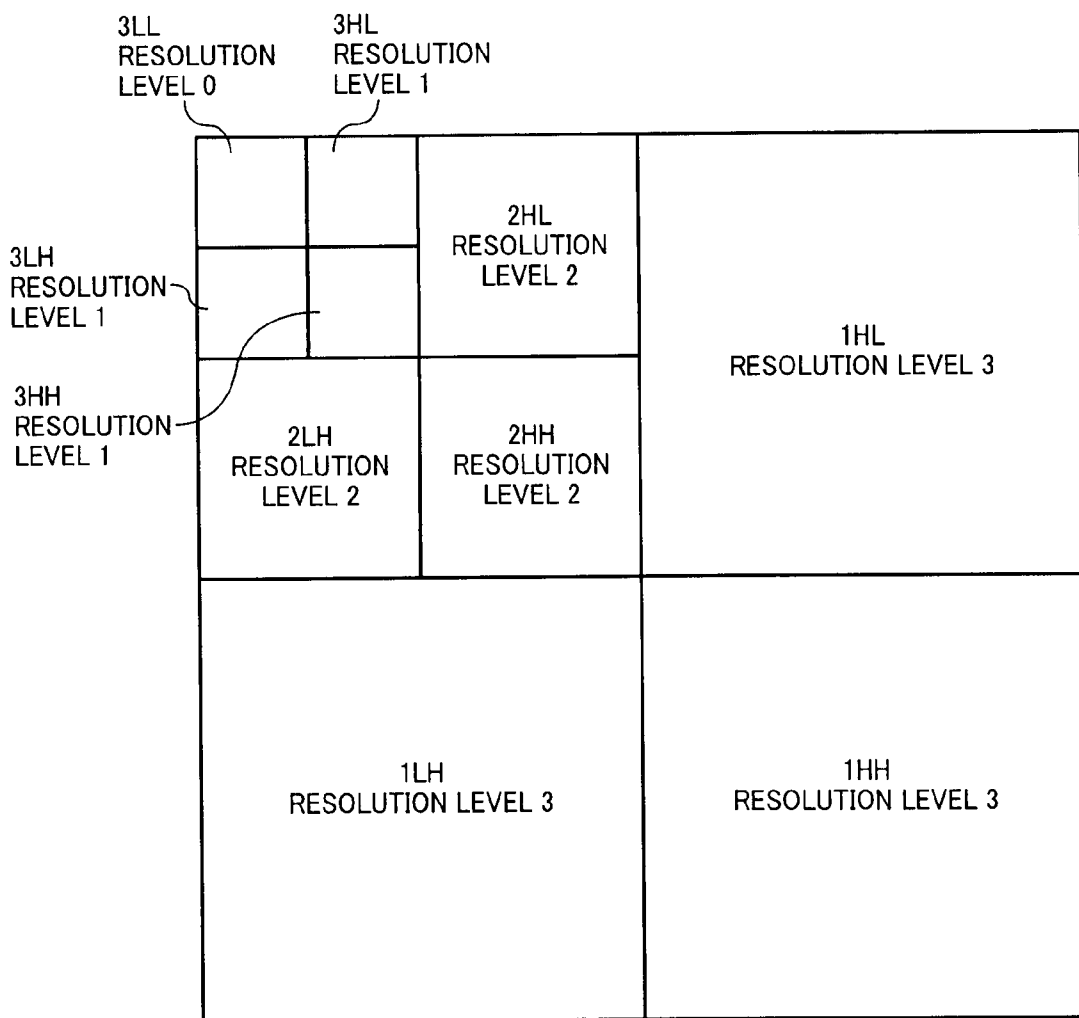 3LL
RESOLUTION
LEVEL 0
3HL
RESOLUTION
LEVEL 1
2HL
RESOLUTION
LEVEL 2
3LH
RESOLUTION
LEVEL 1
1HL
RESOLUTION LEVEL 3
3HH
RESOLUTION
LEVEL 1
2LH
RESOLUTION
LEVEL 2
2HH
RESOLUTION
LEVEL 2
1LH
RESOLUTION LEVEL 3
1HH
RESOLUTION LEVEL 3